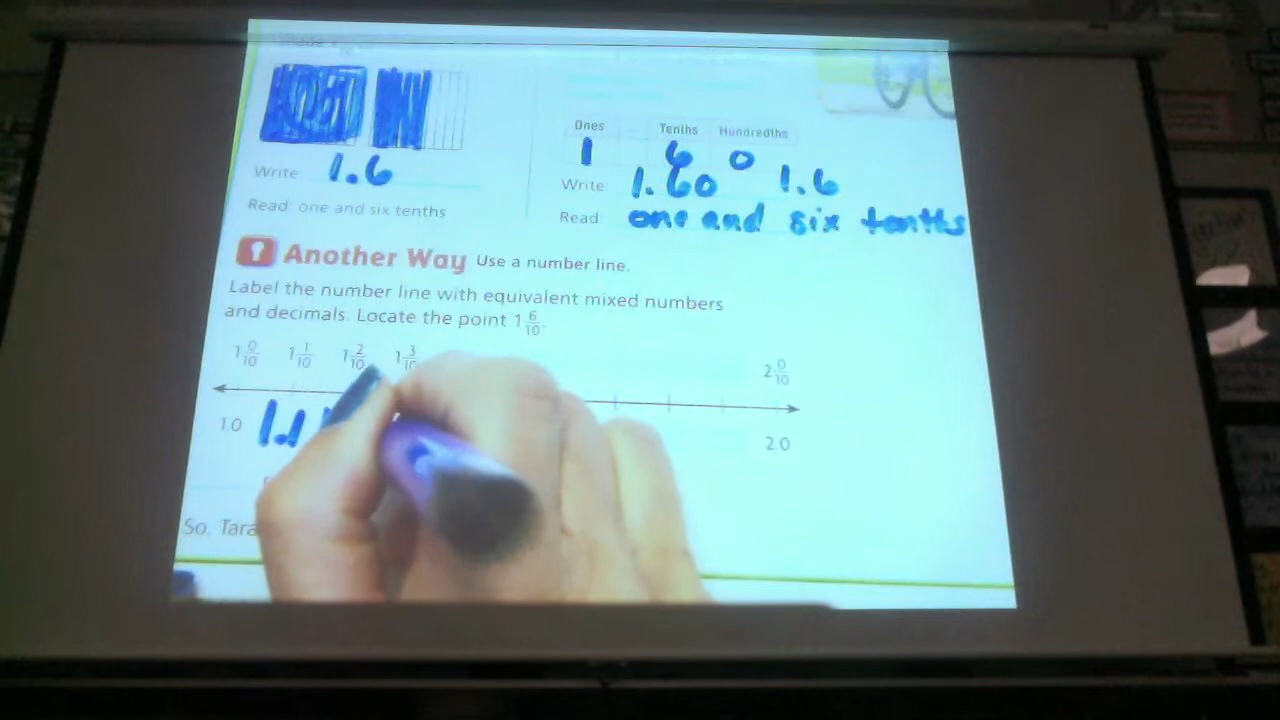 Ones Tenths Hundredths
1 6 0
Write: 1.6
Write: 1.60 1.6
Read: one and six tenths
Read: one and six tenths
Another Way Use a number line.
Label the number line with equivalent mixed numbers
and decimals. Locate the point 1 6/10.
1 0/10 1 1/10 1 2/10 1 3/10 2 0/10
1.0 1.1 2.0
So, Tara